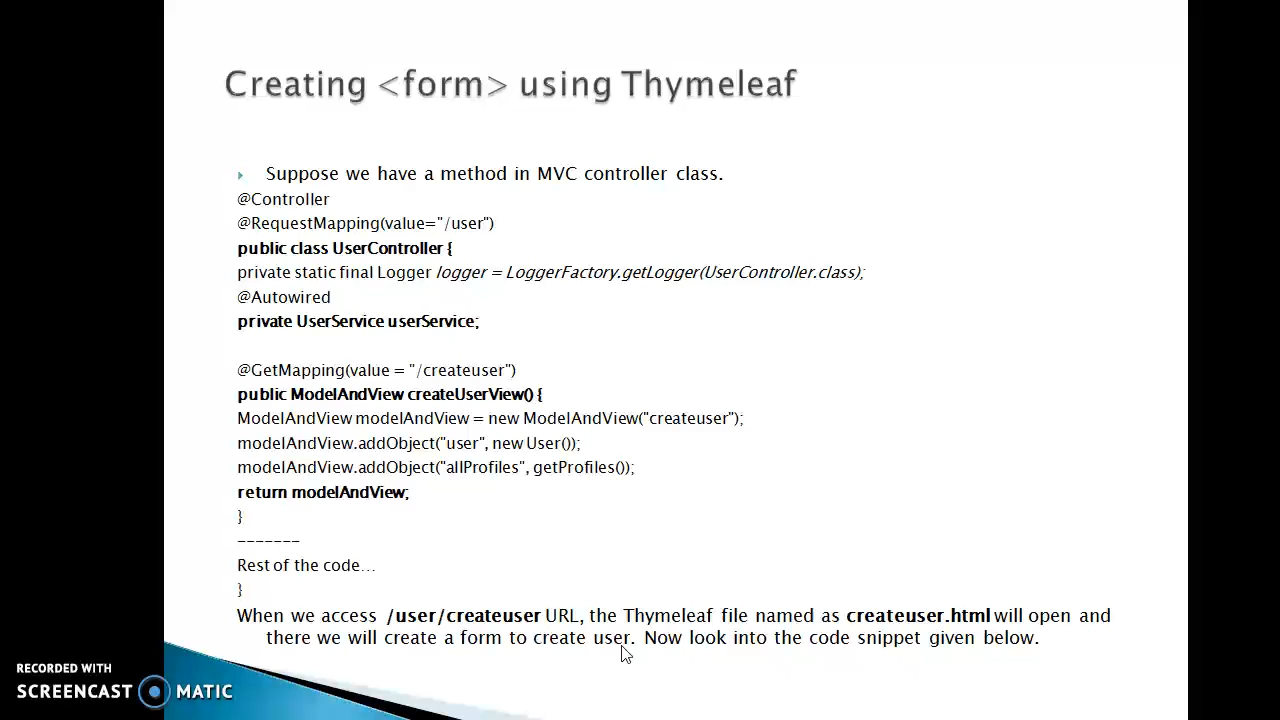 Creating <form> using Thymeleaf
Suppose we have a method in MVC controller class.
@Controller
@RequestMapping(value="/user")
public class UserController {
private static final Logger logger = LoggerFactory.getLogger(UserController.class);
@Autowired
private UserService userService;
@GetMapping(value = "/createuser")
public ModelAndView createUserView() {
ModelAndView modelAndView = new ModelAndView("createuser");
modelAndView.addObject("user", new User());
modelAndView.addObject("allProfiles", getProfiles());
return modelAndView;
}
-------
Rest of the code…
}
When we access /user/createuser URL, the Thymeleaf file named as createuser.html will open and
there we will create a form to create user. Now look into the code snippet given below.
RECORDED WITH
SCREENCAST MATIC